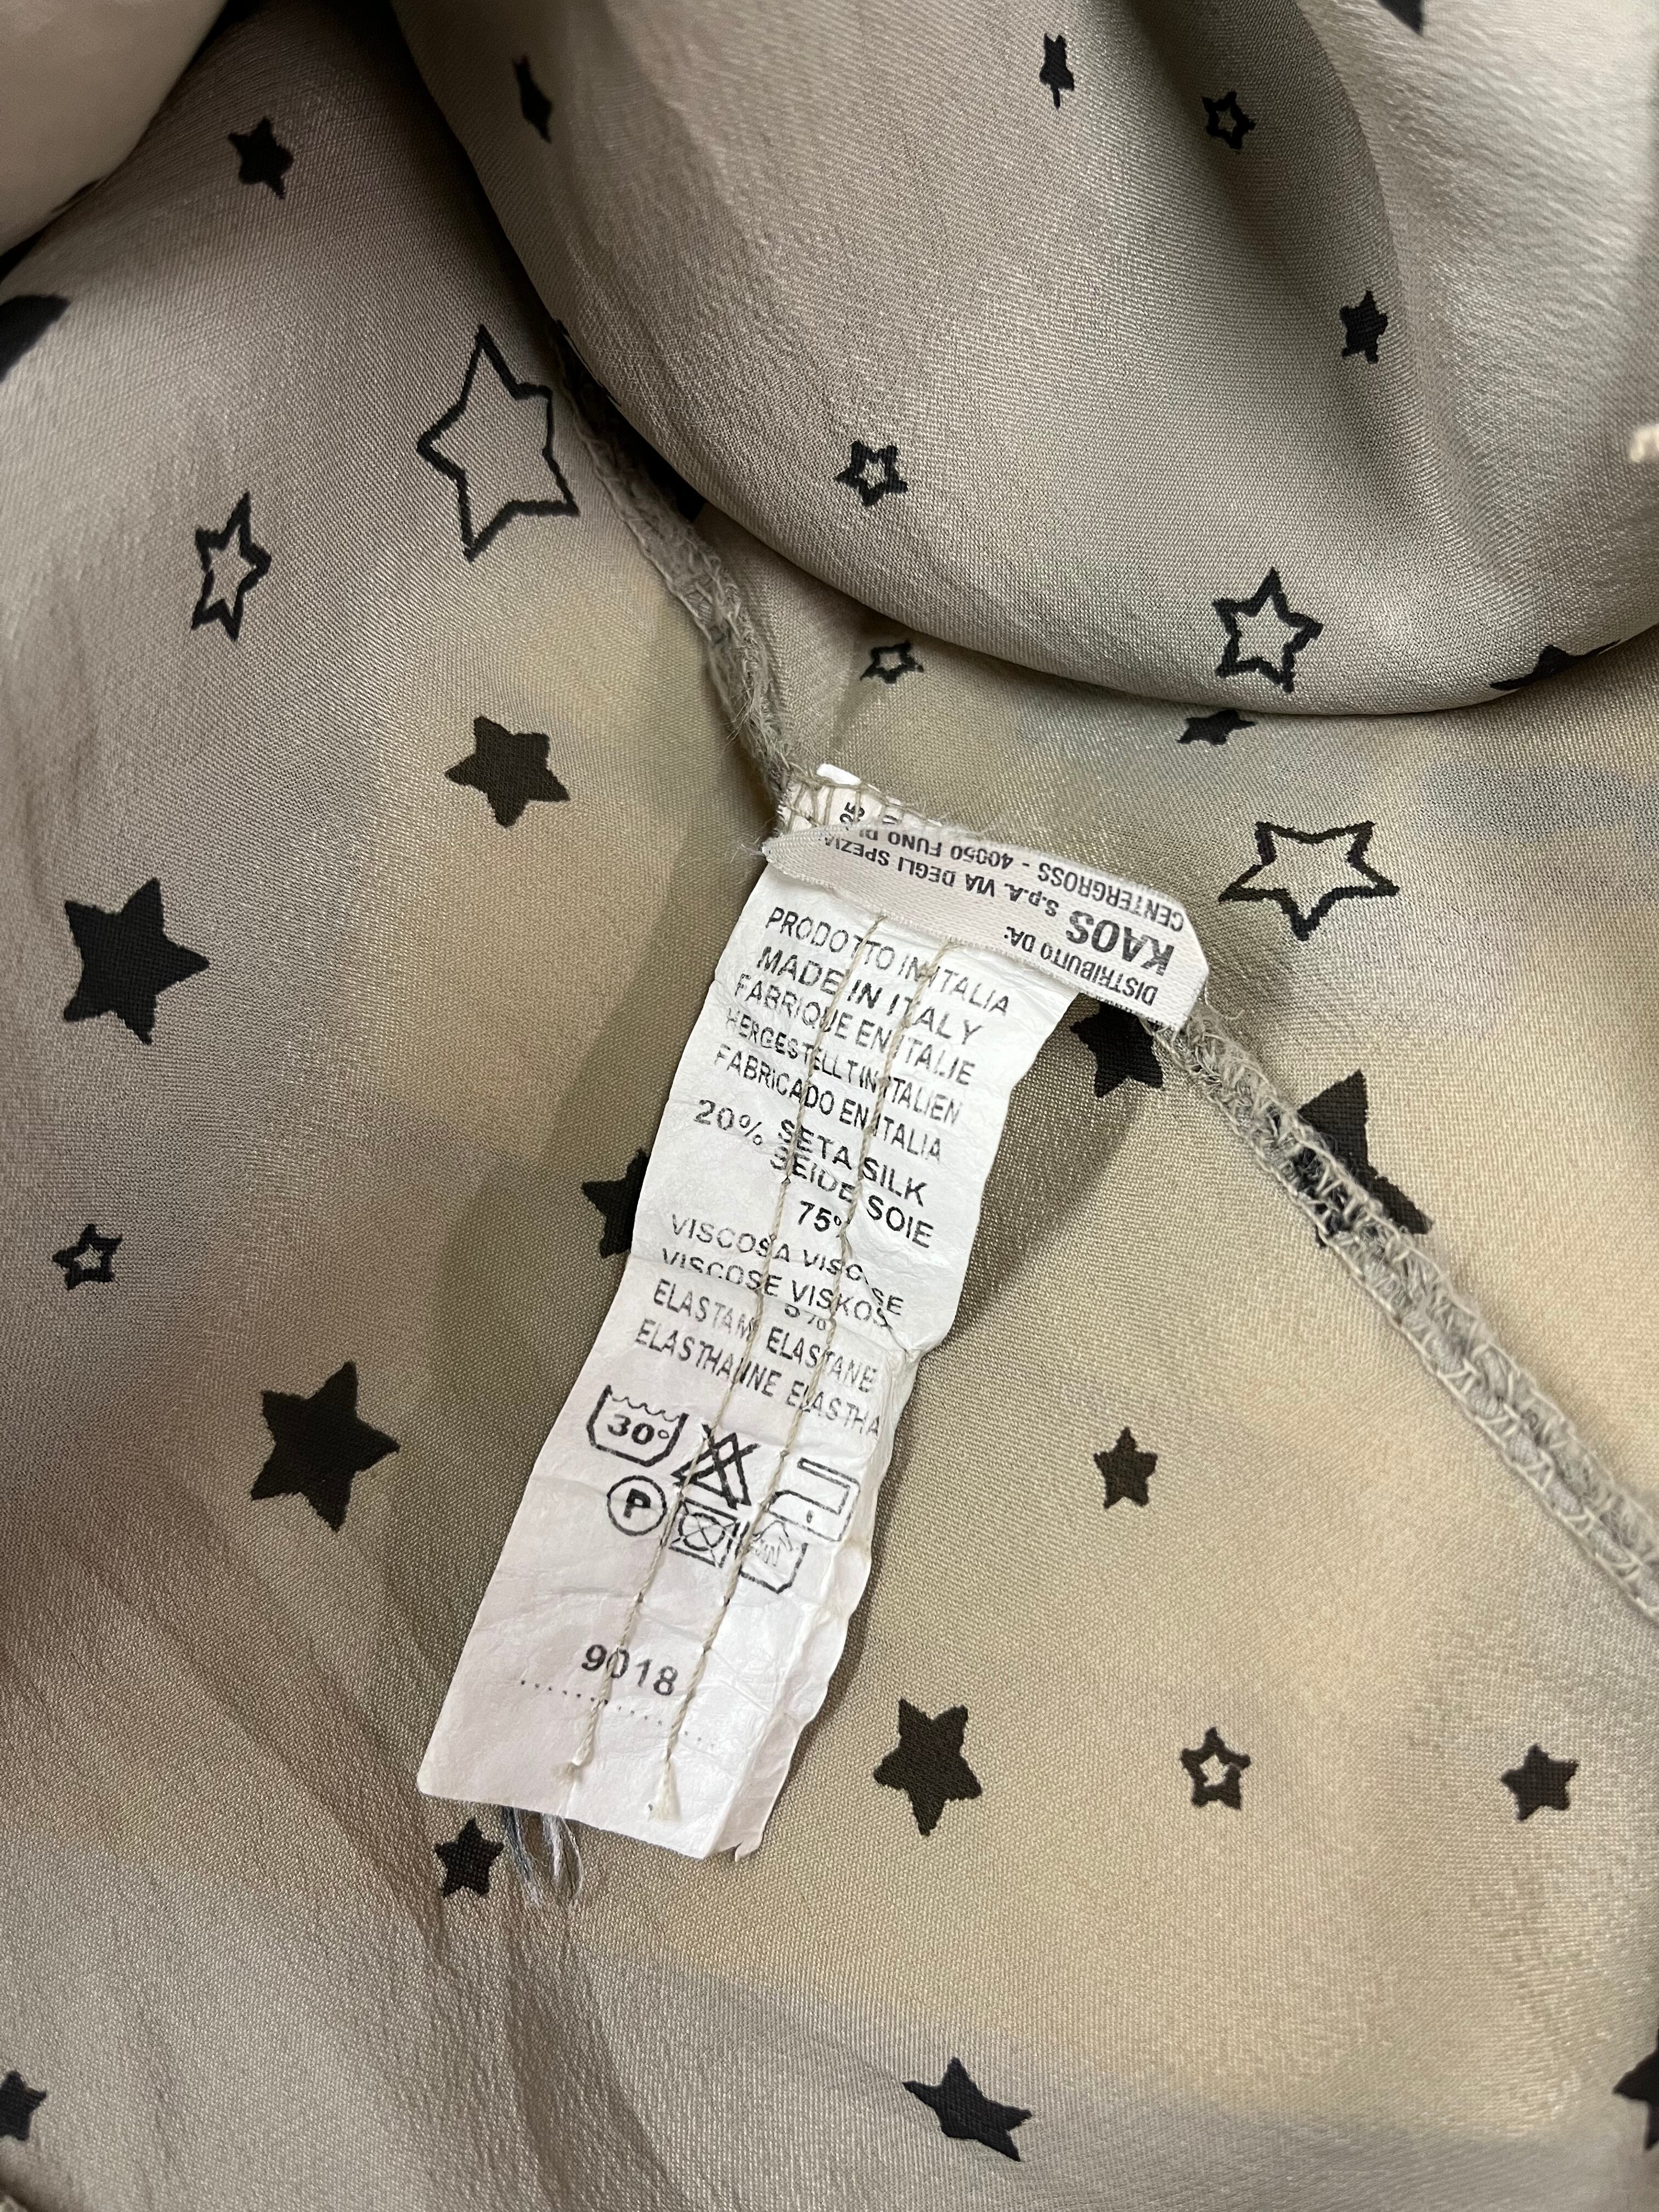 DISTRIBUITO DA:
KAOS S.p.A. VIA DEGLI
CENTERGROSS - 40050 FUNO
PRODOTTO IN ITALIA
MADE IN ITALY
FABRIQUE EN ITALIE
HERGESTELLT IN ITALIEN
FABRICADO EN ITALIA
20% SETA SILK
SEIDE SOIE
75%
VISCOSA VISCOSE
VISCOSE VISKOSE
5%
ELASTAM ELASTANE
ELASTHANNE ELASTHA
30°
P
9018